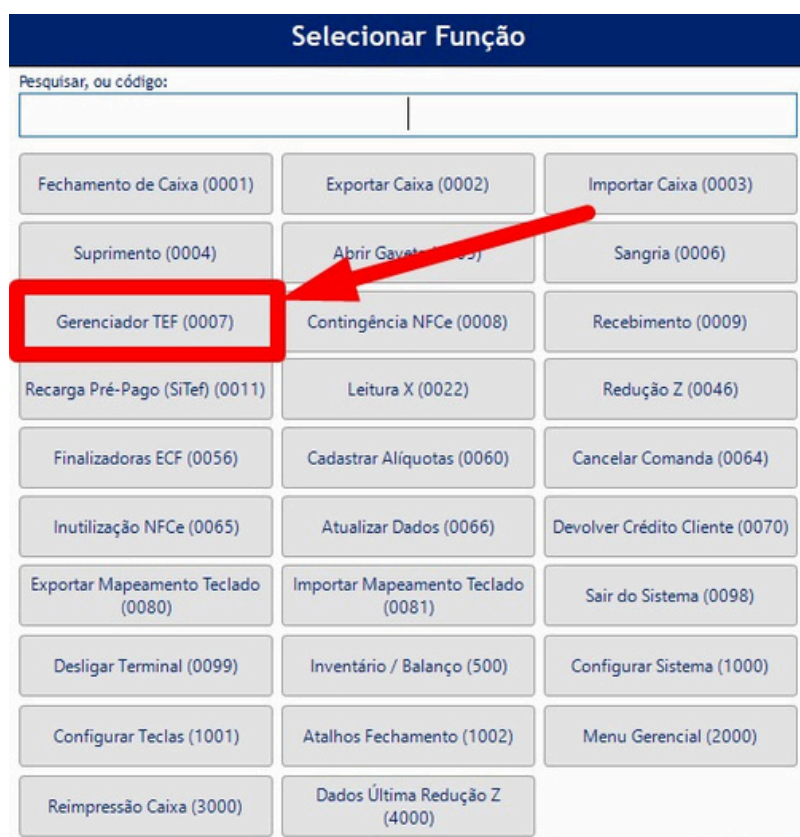 Selecionar Função
Pesquisar, ou código:
Fechamento de Caixa (0001)
Exportar Caixa (0002)
Importar Caixa (0003)
Suprimento (0004)
Abrir
Sangria (0006)
Gerenciador TEF (0007)
Contingência NFCe (0008)
Recebimento (0009)
Recarga Pré-Pago (SiTef) (0011)
Leitura X (0022)
Redução Z (0046)
Finalizadoras ECF (0056)
Cadastrar Alíquotas (0060)
Cancelar Comanda (0064)
Inutilização NFCe (0065)
Atualizar Dados (0066)
Devolver Crédito Cliente (0070)
Exportar Mapeamento Teclado
(0080)
Importar Mapeamento Teclado
(0081)
Sair do Sistema (0098)
Desligar Terminal (0099)
Inventário / Balanço (500)
Configurar Sistema (1000)
Configurar Teclas (1001)
Atalhos Fechamento (1002)
Menu Gerencial (2000)
Reimpressão Caixa (3000)
Dados Última Redução Z
(4000)